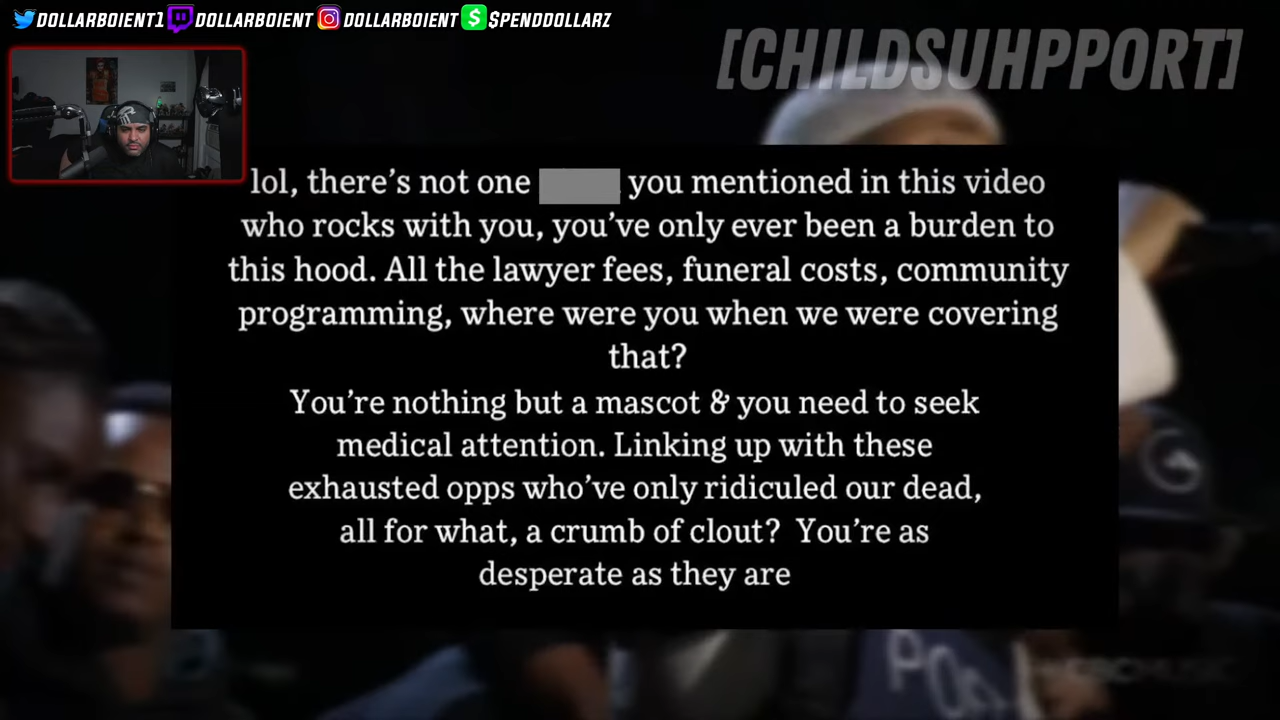 DOLLARBOIENT1 DOLLARBOIENT DOLLARBOIENT $PENDDOLLARZ
[CHILDSUHPPORT]
lol, there's not one you mentioned in this video
who rocks with you, you've only ever been a burden to
this hood. All the lawyer fees, funeral costs, community
programming, where were you when we were covering
that?
You're nothing but a mascot & you need to seek
medical attention. Linking up with these
exhausted opps who've only ridiculed our dead,
all for what, a crumb of clout?  You're as
desperate as they are